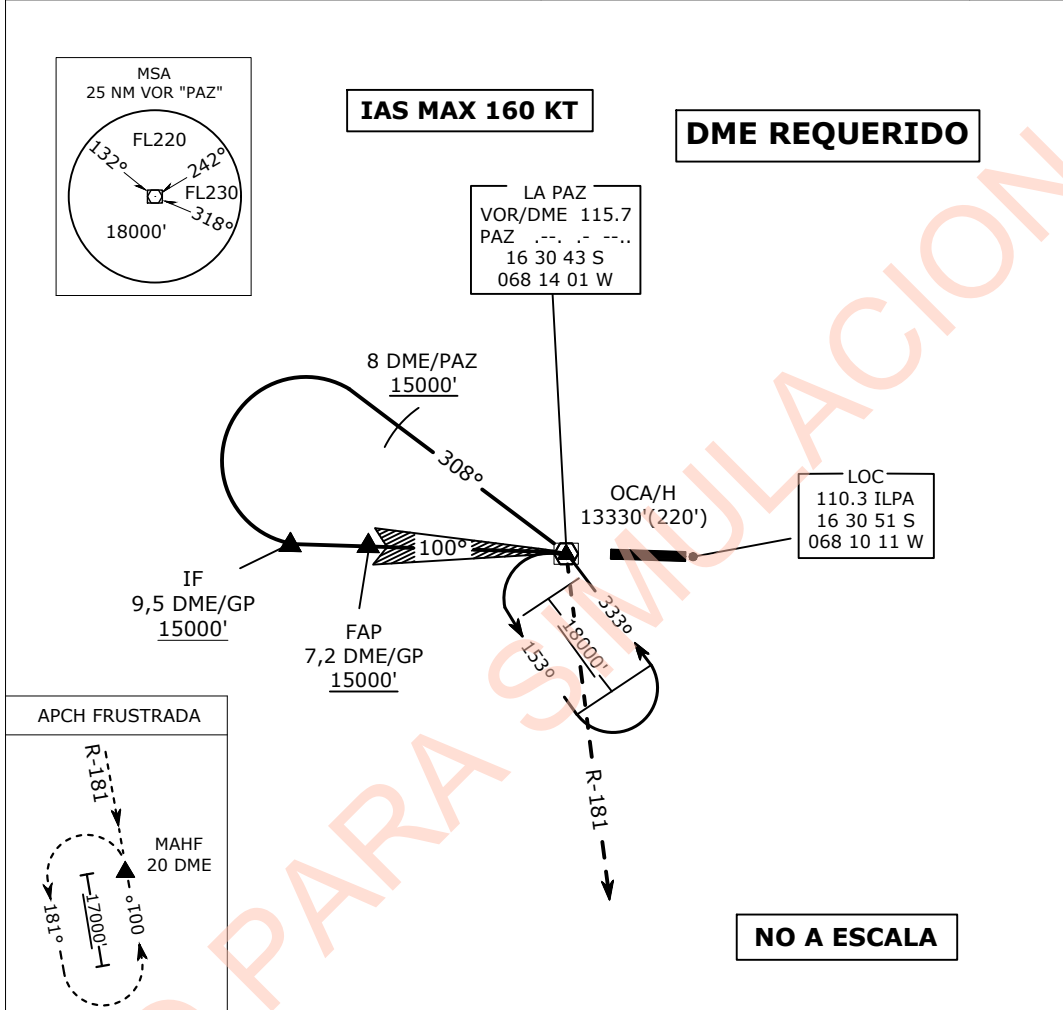 MSA
25 NM VOR "PAZ"
FL220
132°
242°
FL230
318°
18000'
IAS MAX 160 KT
DME REQUERIDO
LA PAZ
VOR/DME 115.7
PAZ .--. .- --..
16 30 43 S
068 14 01 W
8 DME/PAZ
15000'
308°
OCA/H
13330'(220')
LOC
110.3 ILPA
16 30 51 S
068 10 11 W
100°
IF
9,5 DME/GP
15000'
FAP
7,2 DME/GP
15000'
333º
18000'
153º
R-181
APCH FRUSTRADA
R-181
MAHF
20 DME
17000'
181°
001°
NO A ESCALA
PARA SIMULACION